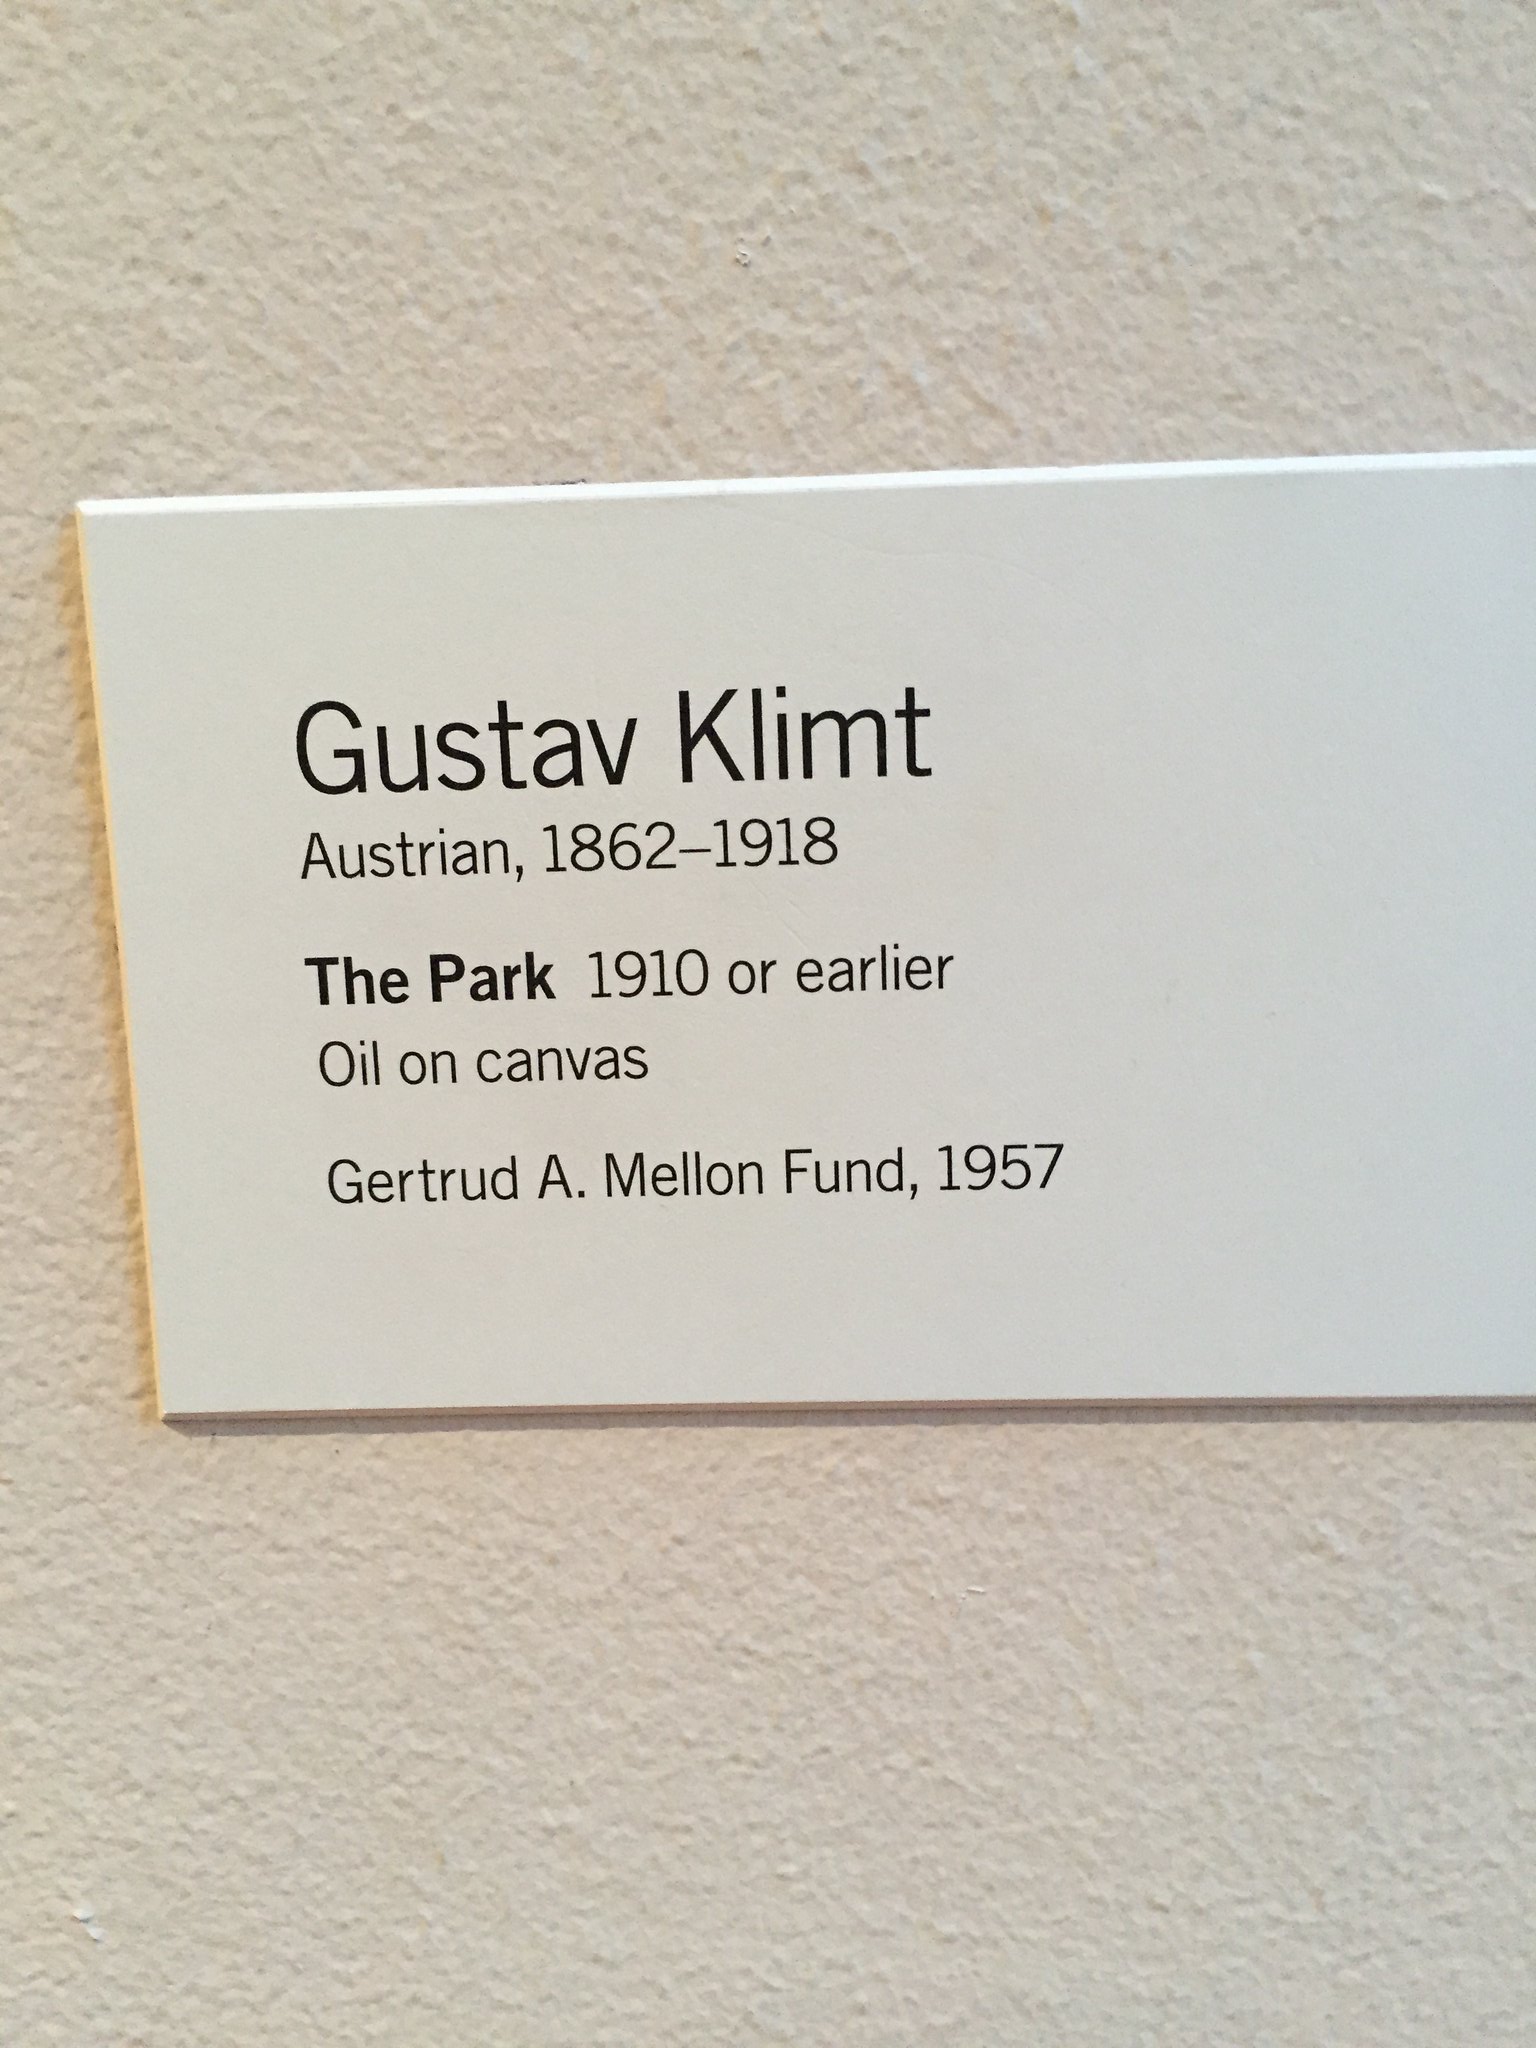 Gustav Klimt
Austrian, 1862–1918
The Park 1910 or earlier
Oil on canvas
Gertrud A. Mellon Fund, 1957